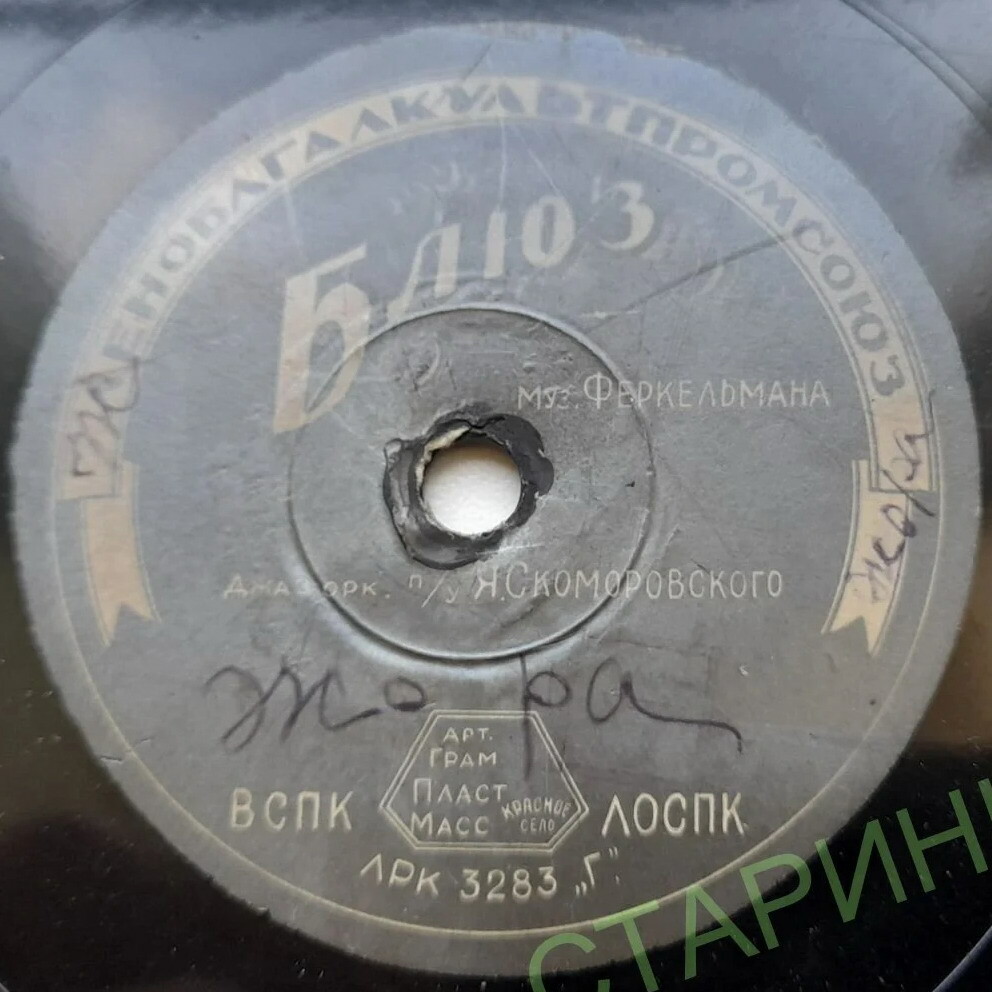 ЛЕНОБЛГАЛКУЛЬТПРОМСОЮЗ
БЛЮЗ
муз. Феркельмана
Джаз орк. п/у Я. Скоморовского
жора
жора
АРТ.
ГРАМ
ПЛАСТ
МАСС
КРАСНОЕ
СЕЛО
ВСПК ЛОСПК
ЛРК 3283 „Г"
СТАРИН